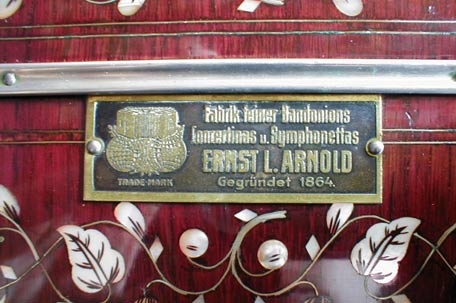 Fabrik feiner Bandonions
Concertinas u. Symphonettas
ERNST L. ARNOLD
Gegründet 1864.
TRADE-MARK